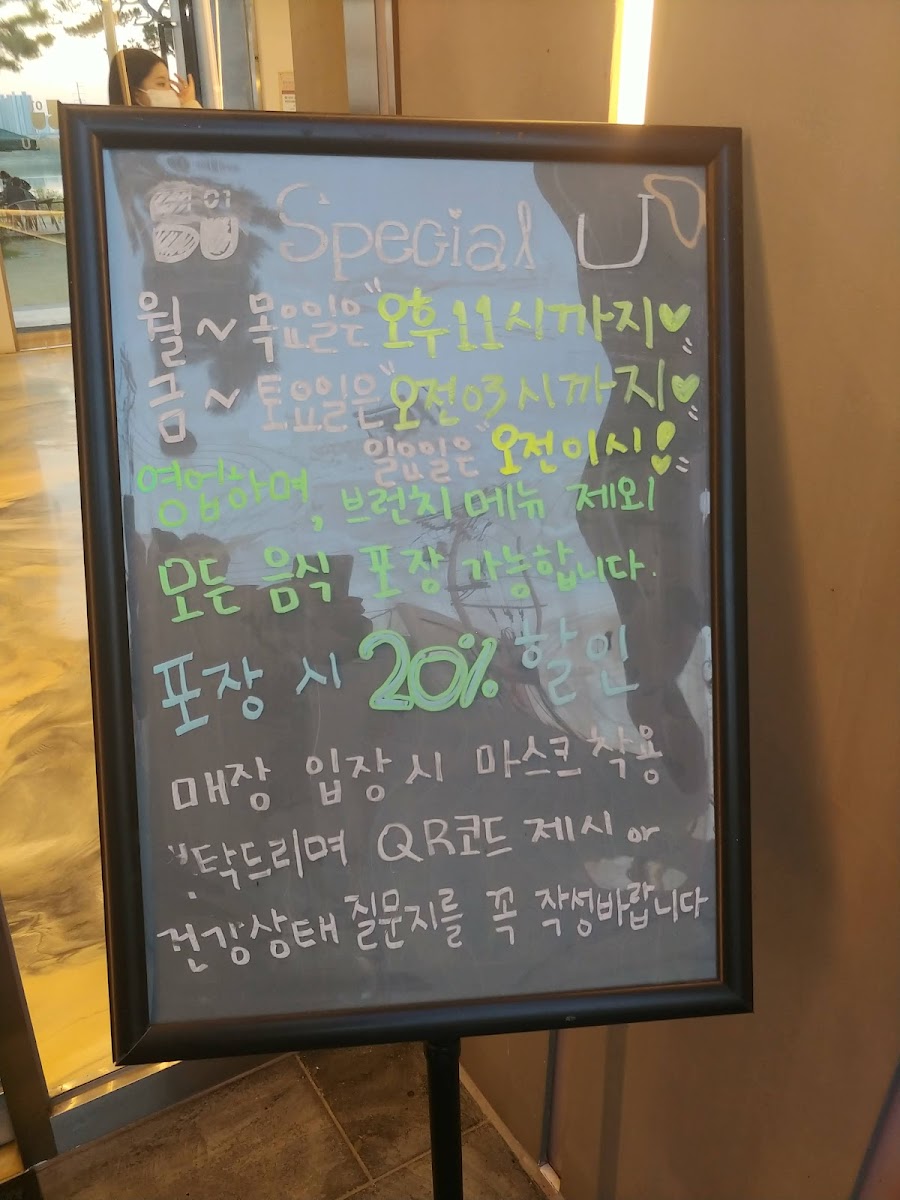 Special U
월 ~ 목요일은 "오후 11시까지
금 ~ 토요일은 "오전 03시까지
일요일은 "오전 01시!
영업하며, 브런치 메뉴 제외
모든 음식 포장 가능합니다.
포장 시 20% 할인
매장 입장 시 마스크 착용
부탁드리며 QR코드 제시 or
건강상태 질문지를 꼭 작성바랍니다